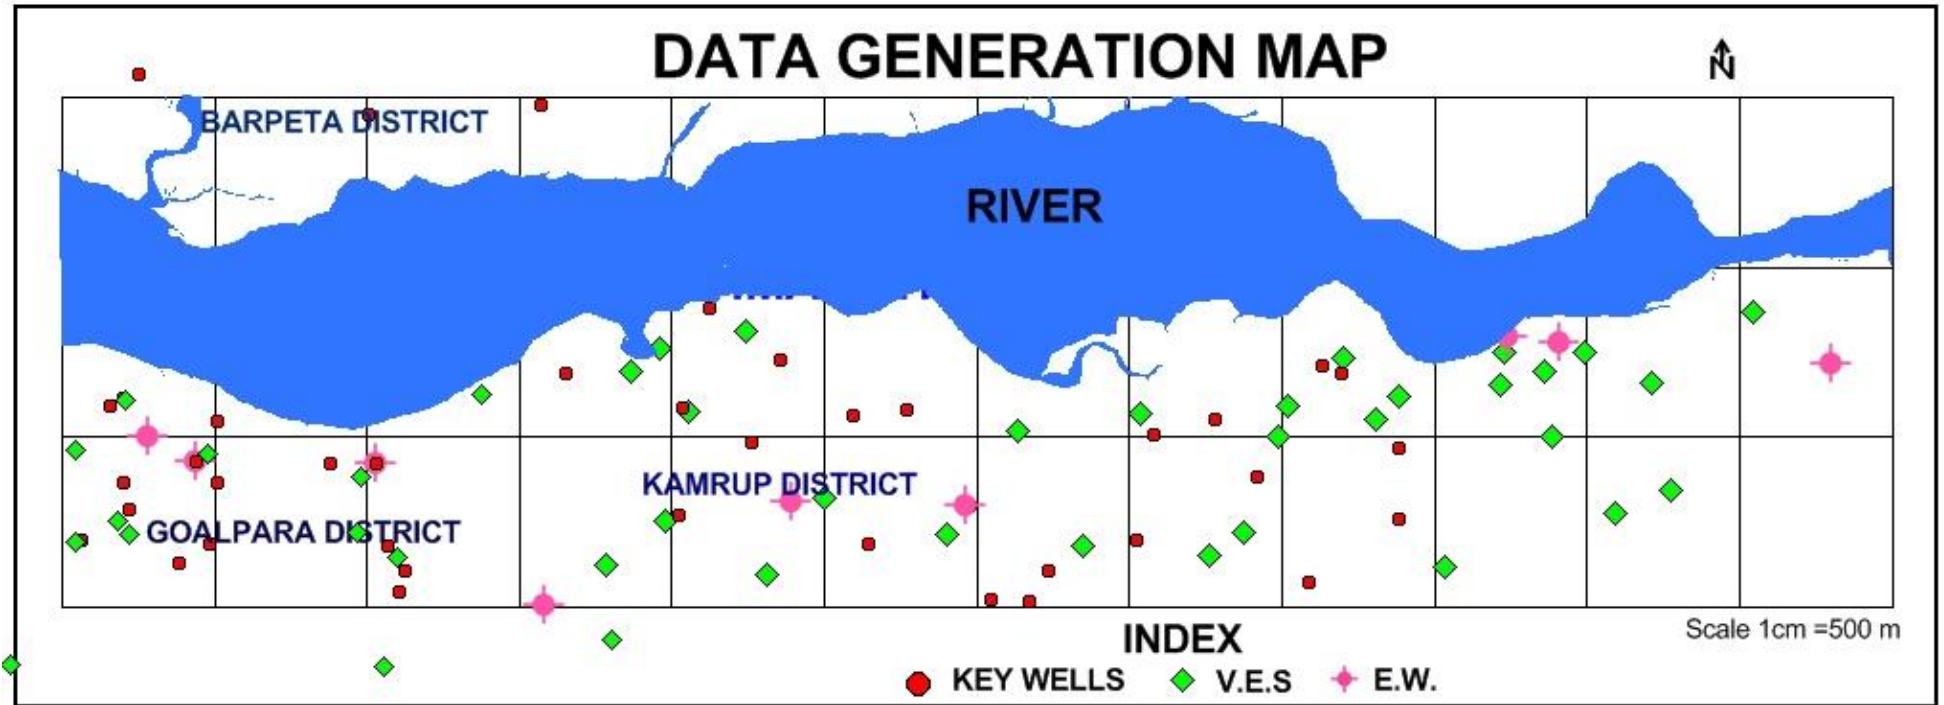 DATA GENERATION MAP
N
BARPETA DISTRICT
RIVER
KAMRUP DISTRICT
GOALPARA DISTRICT
INDEX
Scale 1cm =500 m
KEY WELLS V.E.S E.W.